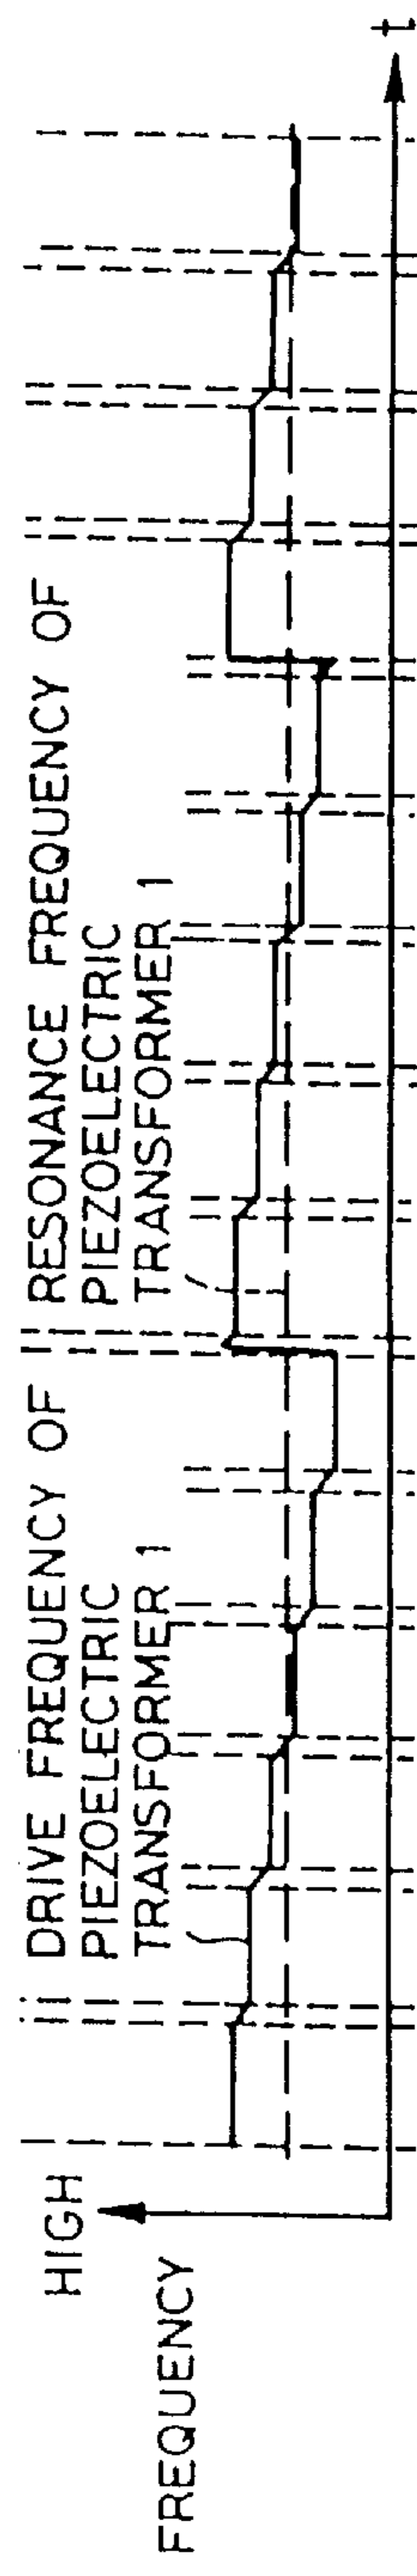 HIGH
FREQUENCY
DRIVE FREQUENCY OF
PIEZOELECTRIC
TRANSFORMER 1
RESONANCE FREQUENCY OF
PIEZOELECTRIC
TRANSFORMER 1
t